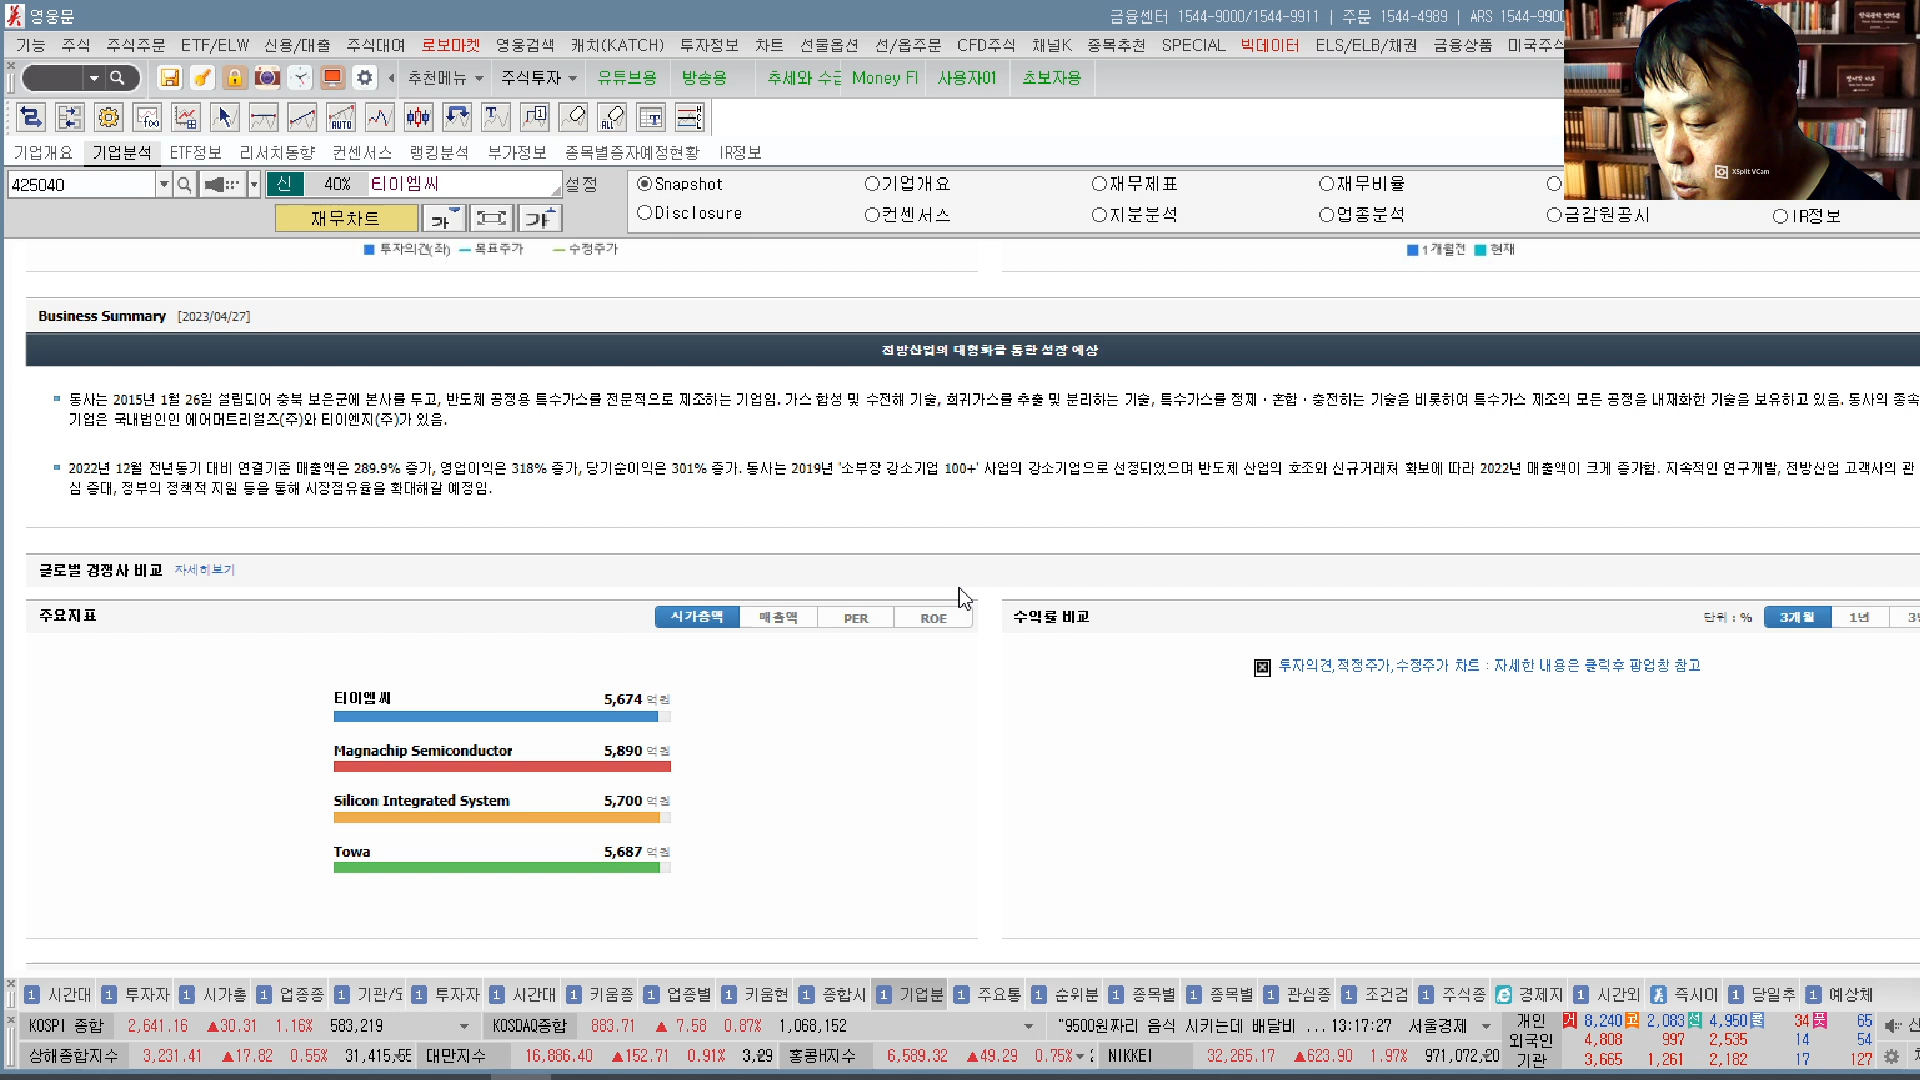 영웅문
금융센터 1544-9000/1544-9911 | 주문 1544-4989 | ARS 1544-9900
기능 주식 주식주문 ETF/ELW 신용/대출 주식대여 로보마켓 영웅검색 캐치(KATCH) 투자정보 차트 선물옵션 선/옵주문 CFD주식 채널K 종목추천 SPECIAL 빅데이터 ELS/ELB/채권 금융상품 미국주식
추천메뉴 주식투자 유튜브용 방송용 추세와 수급 Money Fl 사용자01 초보자용
기업개요 기업분석 ETF정보 리서치동향 컨센서스 랭킹분석 부가정보 종목별증자예정현황 IR정보
425040 신 40% 티이엠씨 설정
Snapshot 기업개요 재무제표 재무비율
재무차트
Disclosure 컨센서스 지분분석 업종분석 금감원공시 IR정보
투자의견(좌) 목표주가 수정주가
1개월전 현재
Business Summary [2023/04/27]
전방산업의 대형화를 통한 성장 예상
동사는 2015년 1월 26일 설립되어 충북 보은군에 본사를 두고, 반도체 공정용 특수가스를 전문적으로 제조하는 기업임. 가스 합성 및 수전해 기술, 희귀가스를 추출 및 분리하는 기술, 특수가스를 정제·혼합·충전하는 기술을 비롯하여 특수가스 제조의 모든 공정을 내재화한 기술을 보유하고 있음. 동사의 종속
기업은 국내법인인 에어머트리얼즈(주)와 티이엔지(주)가 있음.
2022년 12월 전년동기 대비 연결기준 매출액은 289.9% 증가, 영업이익은 318% 증가, 당기순이익은 301% 증가. 동사는 2019년 '소부장 강소기업 100+' 사업의 강소기업으로 선정되었으며 반도체 산업의 호조와 신규거래처 확보에 따라 2022년 매출액이 크게 증가함. 지속적인 연구개발, 전방산업 고객사의 관
심 증대, 정부의 정책적 지원 등을 통해 시장점유율을 확대해갈 예정임.
글로벌 경쟁사 비교 자세히보기
주요지표 시가총액 매출액 PER ROE
수익률 비교 단위 : % 3개월 1년
투자의견,적정주가,수정주가 차트 : 자세한 내용은 클릭후 팝업창 참고
티이엠씨 5,674 억원
Magnachip Semiconductor 5,890 억원
Silicon Integrated System 5,700 억원
Towa 5,687 억원
시간대 투자자 시가총 업종종 기관/외 투자자 시간대 키움종 업종별 키움현 종합시 기업분 주요통 순위분 종목별 종목별 관심종 조건검 주식종 경제지 시간외 즉시미 당일추 예상체
KOSPI 종합 2,641.16 ▲30.31 1.16% 583,219 KOSDAQ종합 883.71 ▲ 7.58 0.87% 1,068,152 "9500원짜리 음식 시키는데 배달비 ... 13:17:27 서울경제 개인 8,240 2,083 4,950 34 65
외국인 4,808 997 2,535 14 54
상해종합지수 3,231.41 ▲17.82 0.55% 대만지수 16,886.40 ▲152.71 0.91% 홍콩H지수 6,589.32 ▲49.29 0.75% NIKKEI 32,265.17 ▲623.90 1.97% 기관 3,665 1,261 2,182 17 127
XSplit VCam